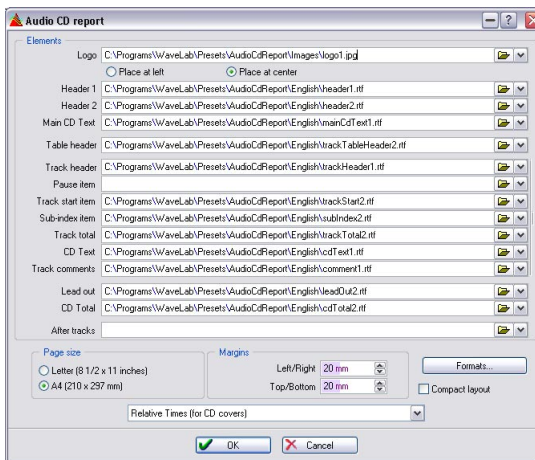 Audio CD report
Elements
Logo C:\Programs\WaveLab\Presets\AudioCdReport\Images\logo1.jpg
Place at left Place at center
Header 1 C:\Programs\WaveLab\Presets\AudioCdReport\English\header1.rtf
Header 2 C:\Programs\WaveLab\Presets\AudioCdReport\English\header2.rtf
Main CD Text C:\Programs\WaveLab\Presets\AudioCdReport\English\mainCdText1.rtf
Table header C:\Programs\WaveLab\Presets\AudioCdReport\English\trackTableHeader2.rtf
Track header C:\Programs\WaveLab\Presets\AudioCdReport\English\trackHeader1.rtf
Pause item
Track start item C:\Programs\WaveLab\Presets\AudioCdReport\English\trackStart2.rtf
Sub-index item C:\Programs\WaveLab\Presets\AudioCdReport\English\subIndex2.rtf
Track total C:\Programs\WaveLab\Presets\AudioCdReport\English\trackTotal2.rtf
CD Text C:\Programs\WaveLab\Presets\AudioCdReport\English\cdText1.rtf
Track comments C:\Programs\WaveLab\Presets\AudioCdReport\English\comment1.rtf
Lead out C:\Programs\WaveLab\Presets\AudioCdReport\English\leadOut2.rtf
CD Total C:\Programs\WaveLab\Presets\AudioCdReport\English\cdTotal2.rtf
After tracks
Page size
Letter (8 1/2 x 11 inches)
A4 (210 x 297 mm)
Margins
Left/Right 20 mm
Top/Bottom 20 mm
Formats...
Compact layout
Relative Times (for CD covers)
OK Cancel